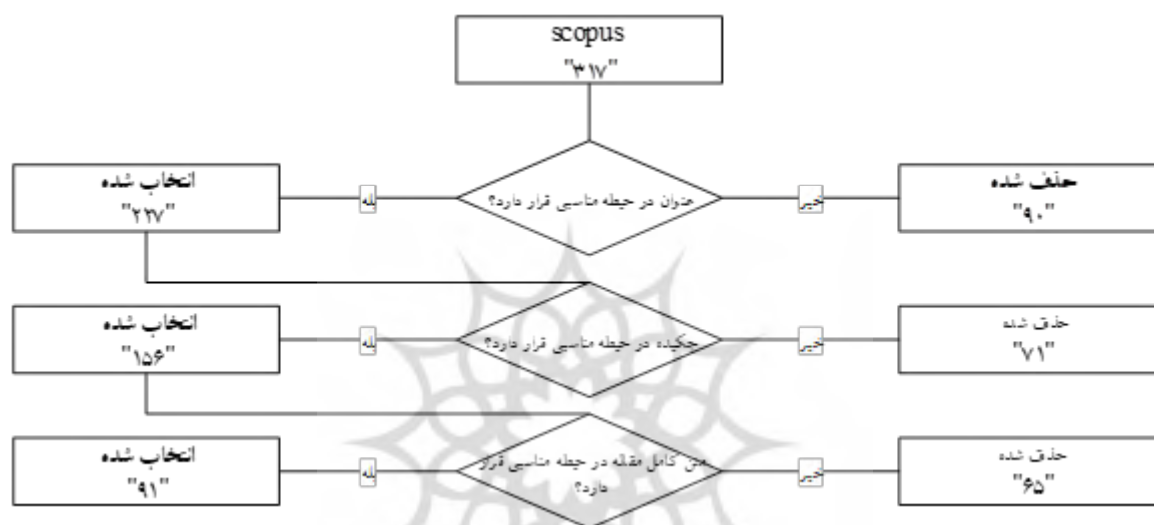 scopus
"۳۱۷"
عنوان در حیطه مناسبی قرار دارد؟
خیر
حذف شده
"۹۰"
بله
انتخاب شده
"۲۲۷"
چکیده در حیطه مناسبی قرار دارد؟
خیر
حذف شده
"۷۱"
بله
انتخاب شده
"۱۵۶"
متن کامل مقاله در حیطه مناسبی قرار
دارد؟
خیر
حذف شده
"۶۵"
بله
انتخاب شده
"۹۱"